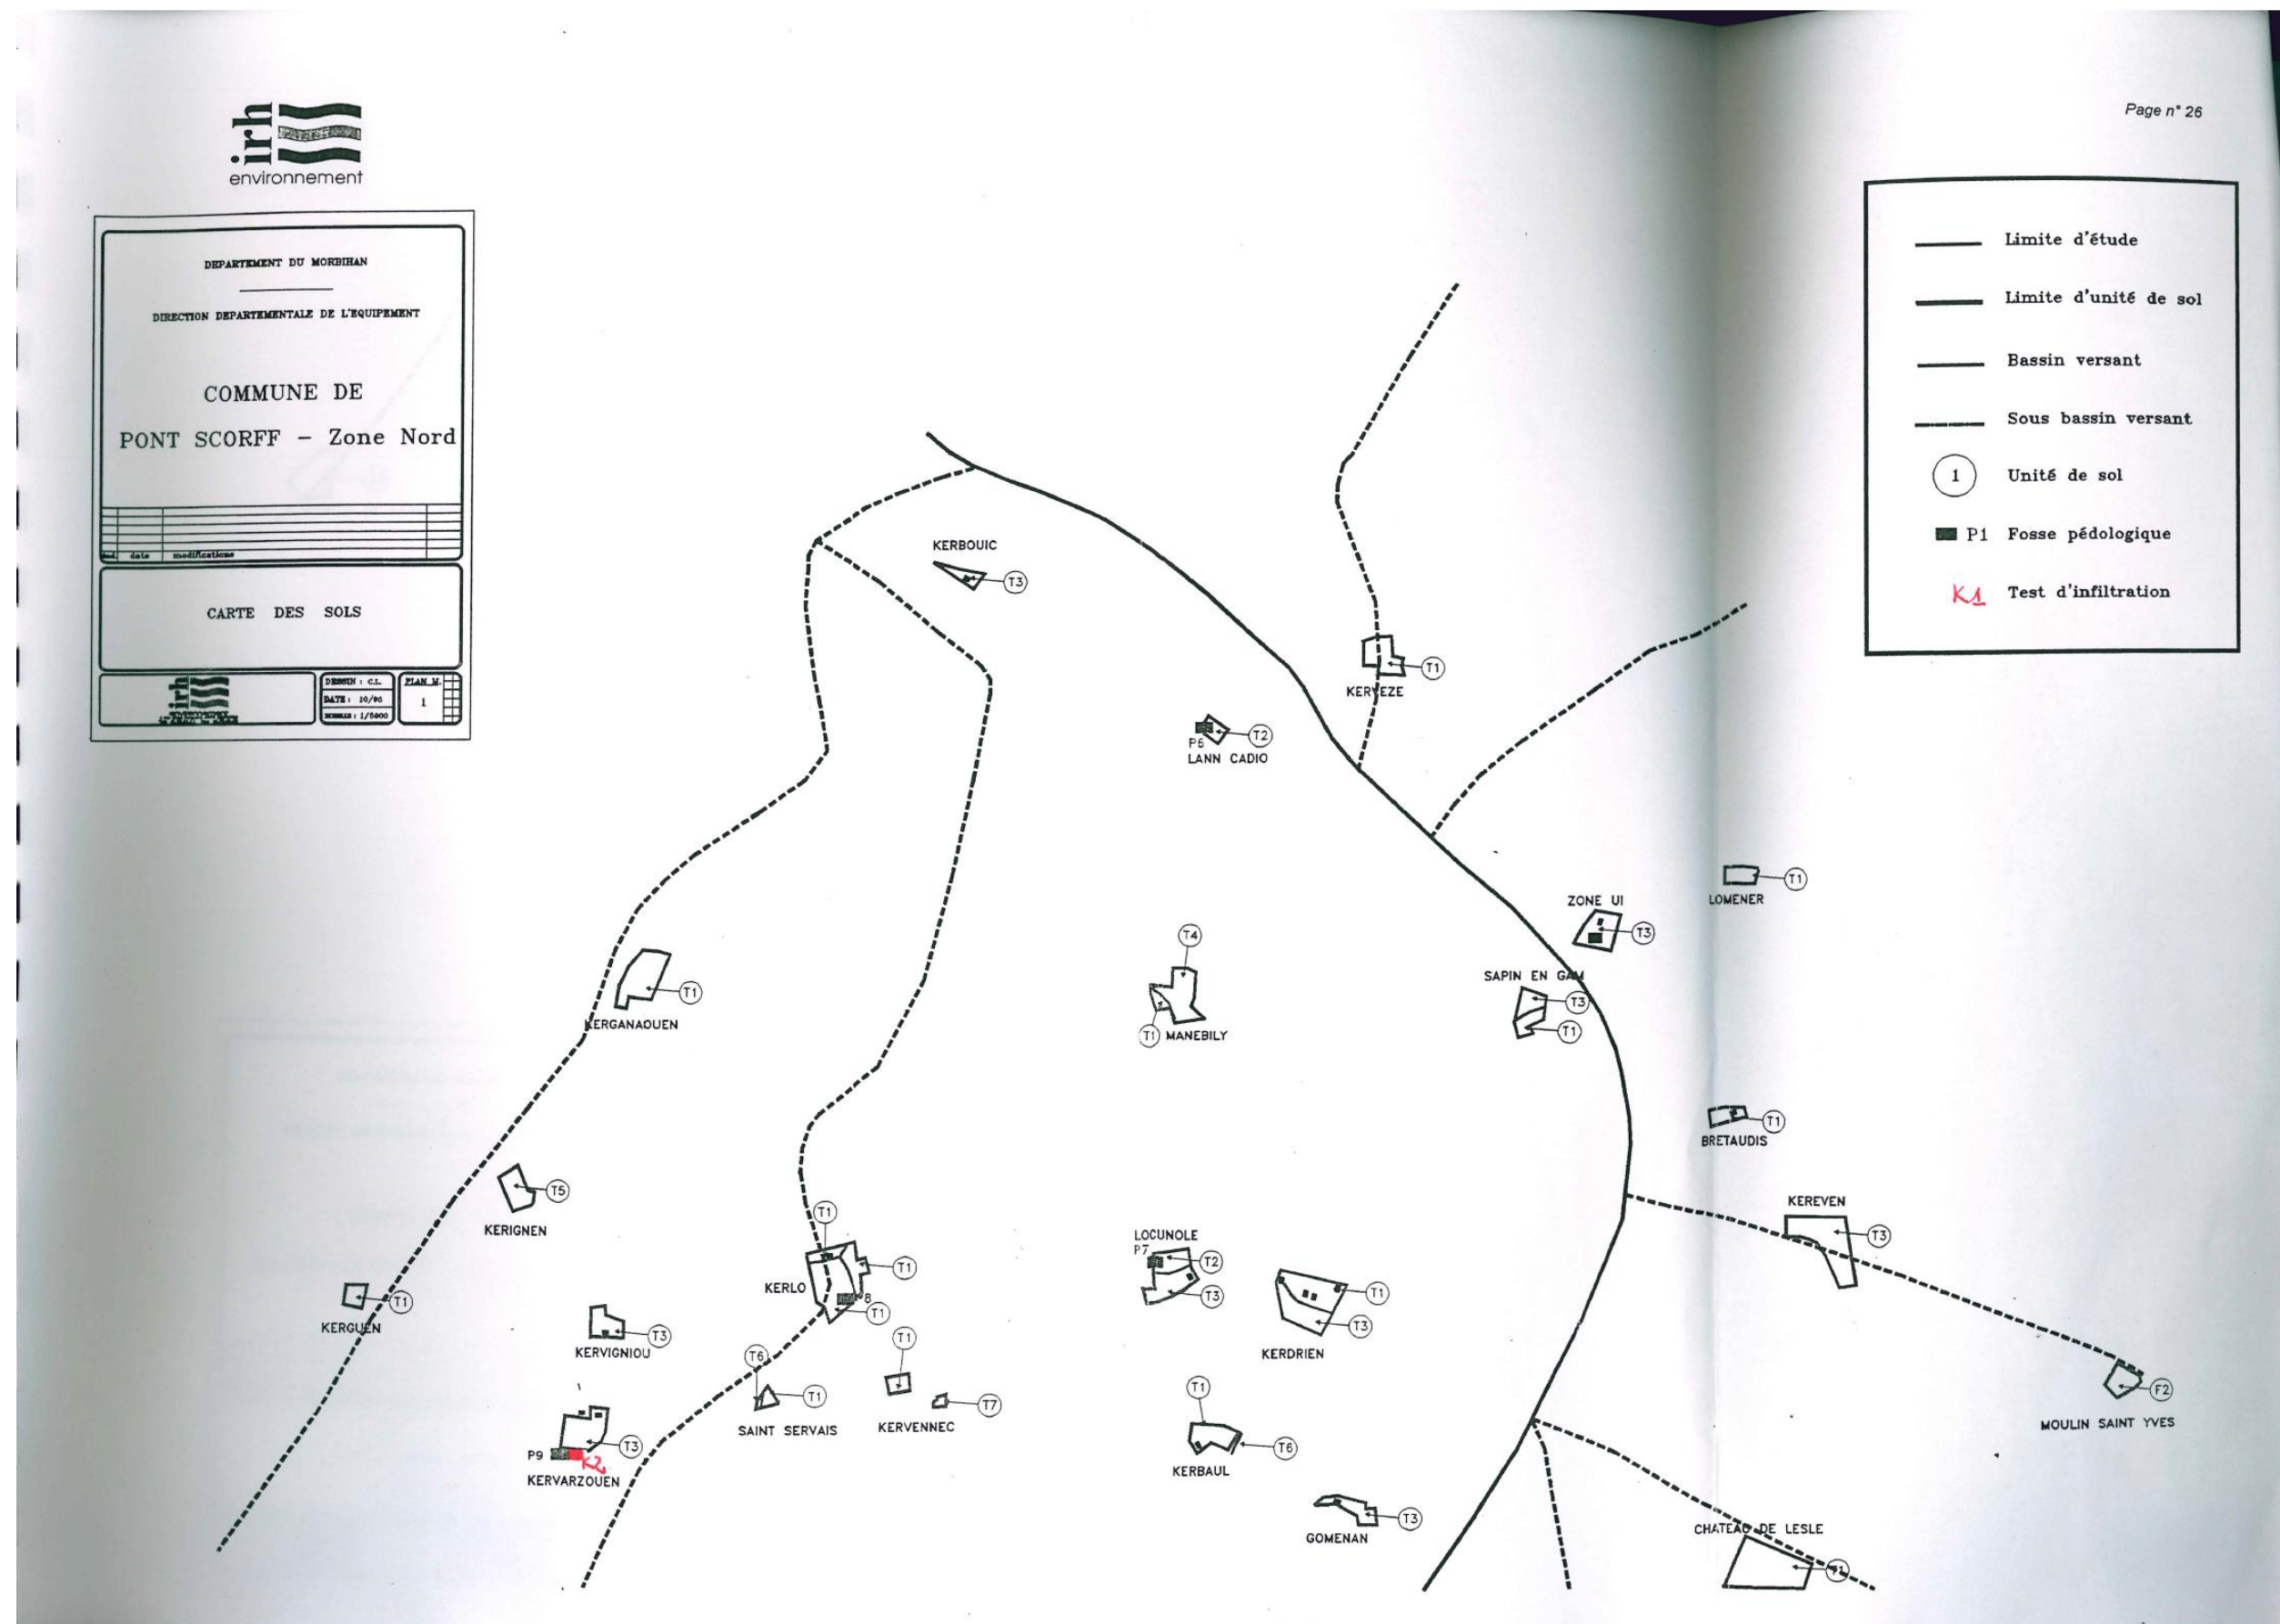 Page n° 26
irh
environnement
DEPARTEMENT DU MORBIHAN
DIRECTION DEPARTEMENTALE DE L'EQUIPEMENT
COMMUNE DE
PONT SCORFF - Zone Nord
date modifications
CARTE DES SOLS
irh
DESSIN : C.L.
DATE : 10/95
: 1/5000
PLAN N.
1
Limite d'étude
Limite d'unité de sol
Bassin versant
Sous bassin versant
1 Unité de sol
P1 Fosse pédologique
K1 Test d'infiltration
KERBOUIC
T3
T1
KERVEZE
T2
P6
LANN CADIO
T1
LOMENER
ZONE UI
T3
T4
SAPIN EN GAM
T3
T1
T1
KERGANAOUEN
T1 MANEBILY
T1
BRETAUDIS
T5
KERIGNEN
KEREVEN
T3
T1
LOCUNOLE
P7
T2
T1
KERLO
8
T1
T3
T1
T3
KERDRIEN
T1
KERGUEN
T3
KERVIGNIOU
T1
T6
T1
SAINT SERVAIS
T7
KERVENNEC
T1
T6
KERBAUL
F2
MOULIN SAINT YVES
T3
P9
K2
KERVARZOUEN
T3
GOMENAN
CHATEAU DE LESLE